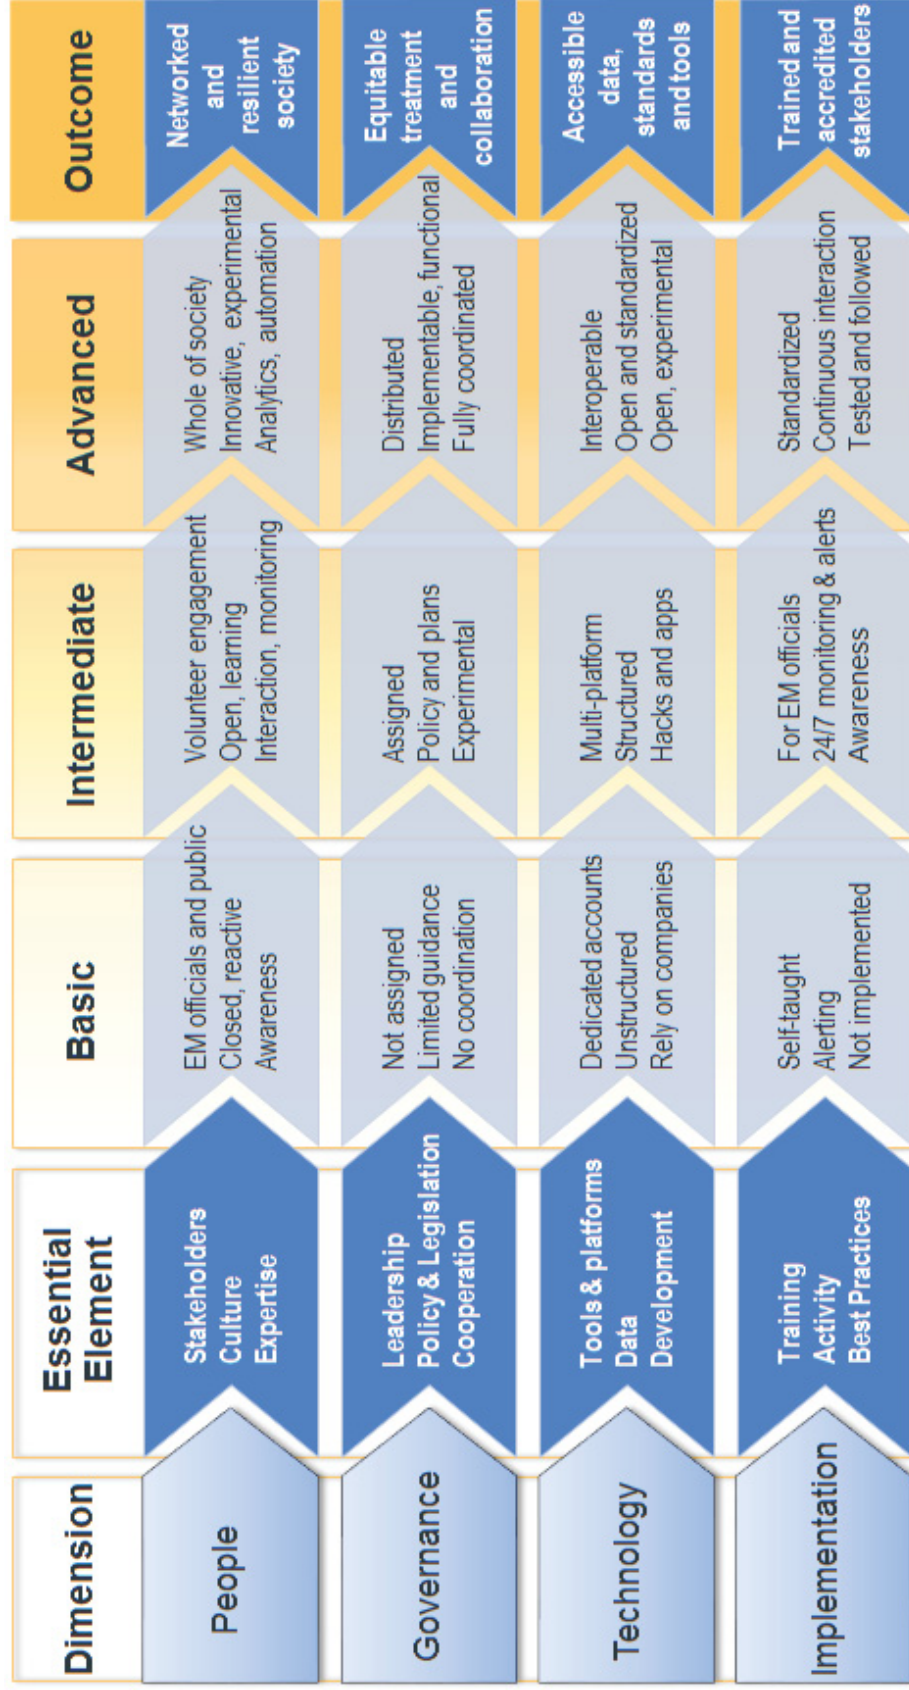 Dimension
Essential
Element
Basic
Intermediate
Advanced
Outcome
People
Stakeholders
Culture
Expertise
EM officials and public
Closed, reactive
Awareness
Volunteer engagement
Open, learning
Interaction, monitoring
Whole of society
Innovative, experimental
Analytics, automation
Networked
and
resilient
society
Governance
Leadership
Policy & Legislation
Cooperation
Not assigned
Limited guidance
No coordination
Assigned
Policy and plans
Experimental
Distributed
Implementable, functional
Fully coordinated
Equitable
treatment
and
collaboration
Technology
Tools & platforms
Data
Development
Dedicated accounts
Unstructured
Rely on companies
Multi-platform
Structured
Hacks and apps
Interoperable
Open and standardized
Open, experimental
Accessible
data,
standards
and tools
Implementation
Training
Activity
Best Practices
Self-taught
Alerting
Not implemented
For EM officials
24/7 monitoring & alerts
Awareness
Standardized
Continuous interaction
Tested and followed
Trained and
accredited
stakeholders